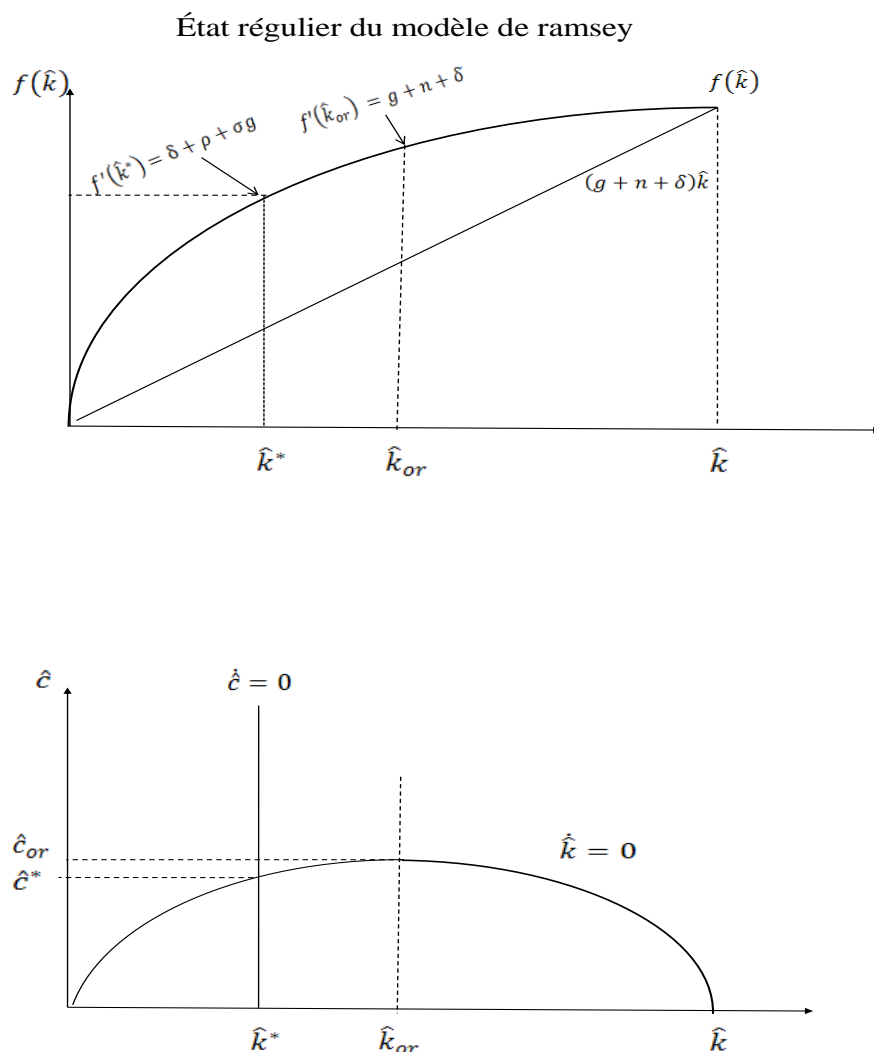 État régulier du modèle de ramsey
f(k̂)
f'(k̂*) = δ + ρ + σg
f'(k̂ₒᵣ) = g + n + δ
f(k̂)
(g + n + δ)k̂
k̂*
k̂ₒᵣ
k̂
ĉ
ĉ̇ = 0
ĉₒᵣ
ĉ*
k̂̇ = 0
k̂*
k̂ₒᵣ
k̂